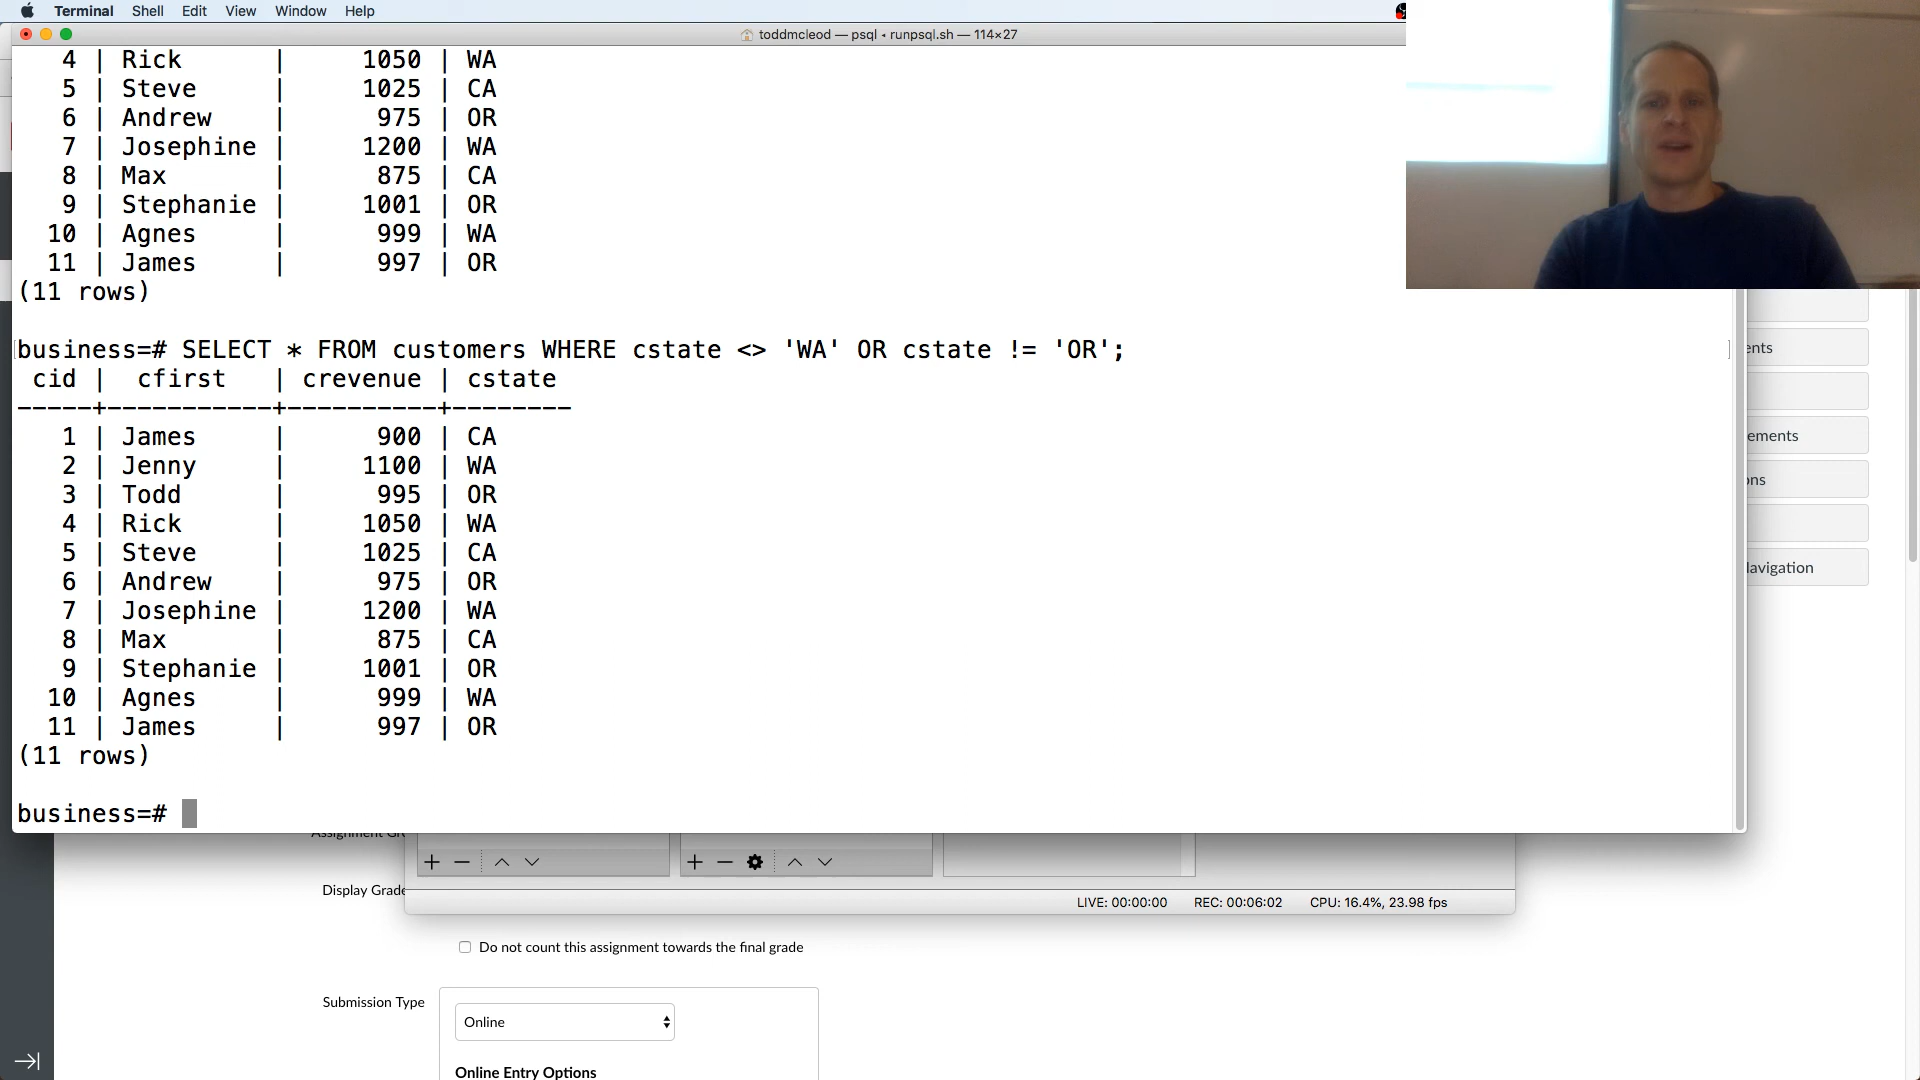 Terminal Shell Edit View Window Help
toddmcleod — psql ◂ runpsql.sh — 114×27
4 | Rick | 1050 | WA
5 | Steve | 1025 | CA
6 | Andrew | 975 | OR
7 | Josephine | 1200 | WA
8 | Max | 875 | CA
9 | Stephanie | 1001 | OR
10 | Agnes | 999 | WA
11 | James | 997 | OR
(11 rows)
business=# SELECT * FROM customers WHERE cstate <> 'WA' OR cstate != 'OR';
cid | cfirst | crevenue | cstate
-----+-----------+----------+--------
1 | James | 900 | CA
2 | Jenny | 1100 | WA
3 | Todd | 995 | OR
4 | Rick | 1050 | WA
5 | Steve | 1025 | CA
6 | Andrew | 975 | OR
7 | Josephine | 1200 | WA
8 | Max | 875 | CA
9 | Stephanie | 1001 | OR
10 | Agnes | 999 | WA
11 | James | 997 | OR
(11 rows)
business=#
ents
ements
ons
lavigation
Assignment Gr
Display Grade
LIVE: 00:00:00 REC: 00:06:02 CPU: 16.4%, 23.98 fps
Do not count this assignment towards the final grade
Submission Type
Online
Online Entry Options